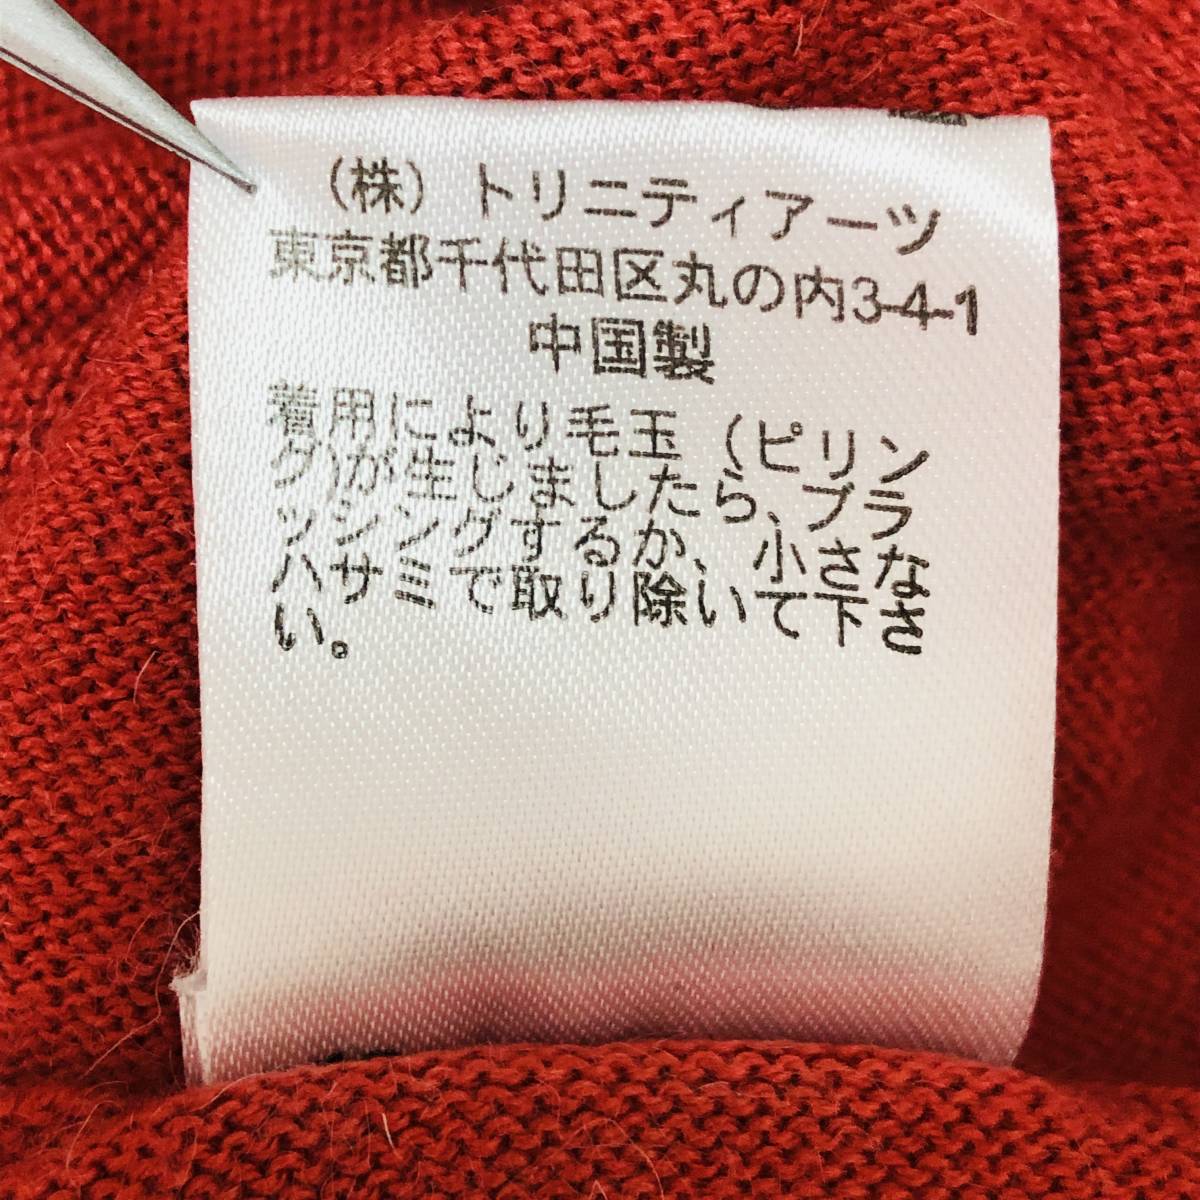 (株)トリニティアーツ
東京都千代田区丸の内3-4-1
中国製
着用により毛玉(ピリン
グ)が生じましたら、ブラ
ッシングするか、小さな
ハサミで取り除いて下さ
い。